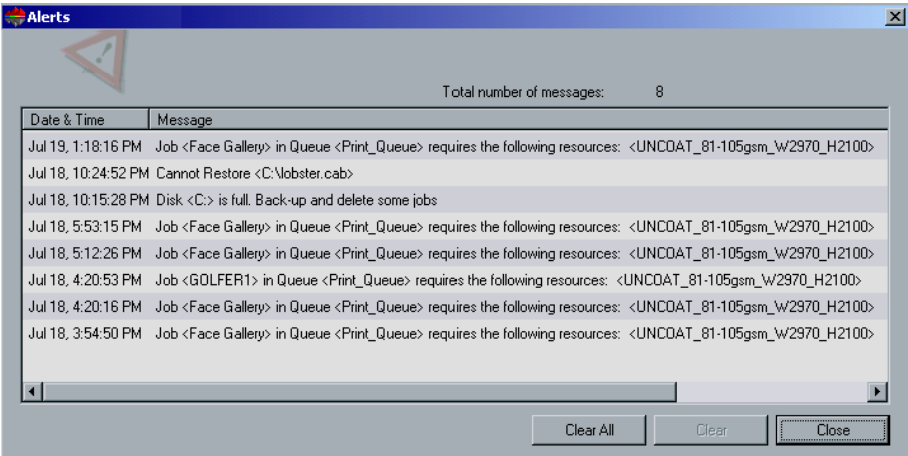 Alerts
Total number of messages: 8
Date & Time Message
Jul 19, 1:18:16 PM Job <Face Gallery> in Queue <Print_Queue> requires the following resources: <UNCOAT_81-105gsm_W2970_H2100>
Jul 18, 10:24:52 PM Cannot Restore <C:\lobster.cab>
Jul 18, 10:15:28 PM Disk <C:> is full. Back-up and delete some jobs
Jul 18, 5:53:15 PM Job <Face Gallery> in Queue <Print_Queue> requires the following resources: <UNCOAT_81-105gsm_W2970_H2100>
Jul 18, 5:12:26 PM Job <Face Gallery> in Queue <Print_Queue> requires the following resources: <UNCOAT_81-105gsm_W2970_H2100>
Jul 18, 4:20:53 PM Job <GOLFER1> in Queue <Print_Queue> requires the following resources: <UNCOAT_81-105gsm_W2970_H2100>
Jul 18, 4:20:16 PM Job <Face Gallery> in Queue <Print_Queue> requires the following resources: <UNCOAT_81-105gsm_W2970_H2100>
Jul 18, 3:54:50 PM Job <Face Gallery> in Queue <Print_Queue> requires the following resources: <UNCOAT_81-105gsm_W2970_H2100>
Clear All Clear Close